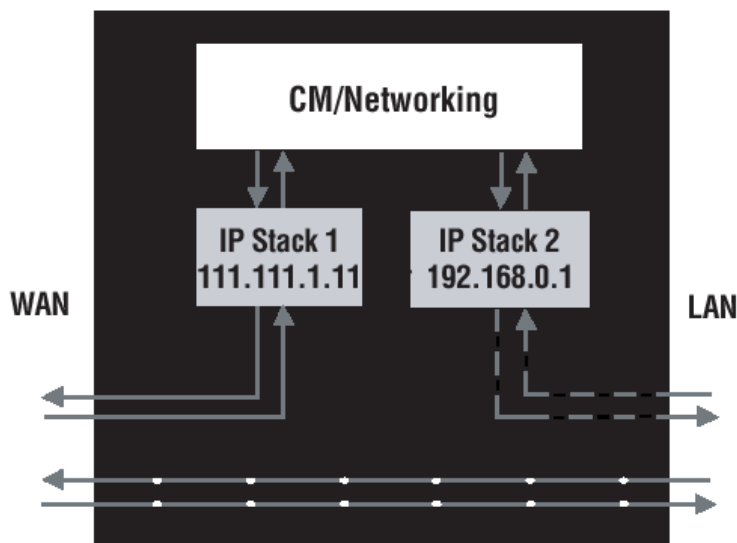 CM/Networking
IP Stack 1
111.111.1.11
IP Stack 2
192.168.0.1
WAN
LAN